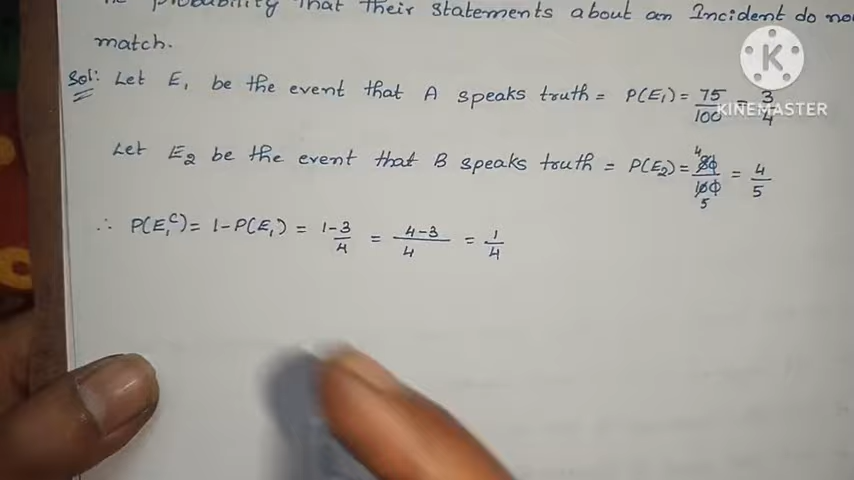 probability that their statements about an Incident do
match.
Sol: Let E₁ be the event that A speaks truth = P(E₁) = 75/100 = 3/4
KINEMASTER
Let E₂ be the event that B speaks truth = P(E₂) = 80/100 = 4/5
∴ P(E₁ᶜ) = 1-P(E₁) = 1-3/4 = 4-3/4 = 1/4